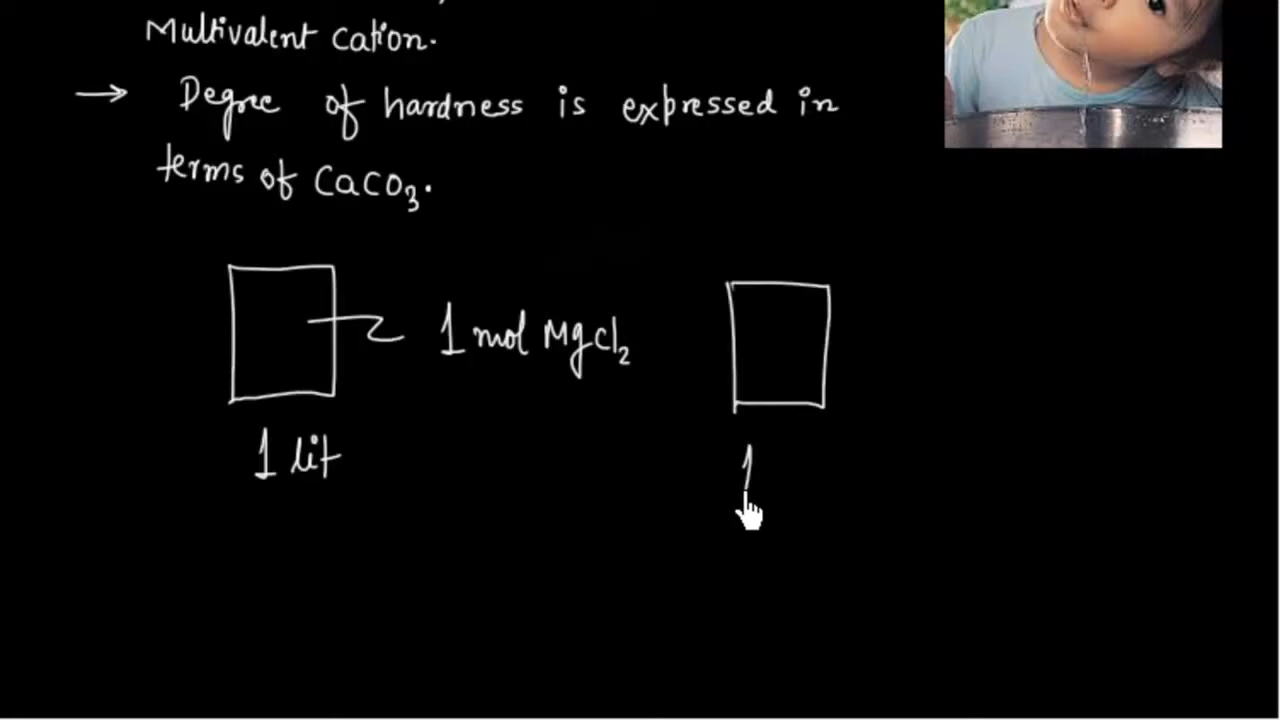 Multivalent cation.
→ Degree of hardness is expressed in
terms of CaCO₃.
1 mol MgCl₂
1 lit
1